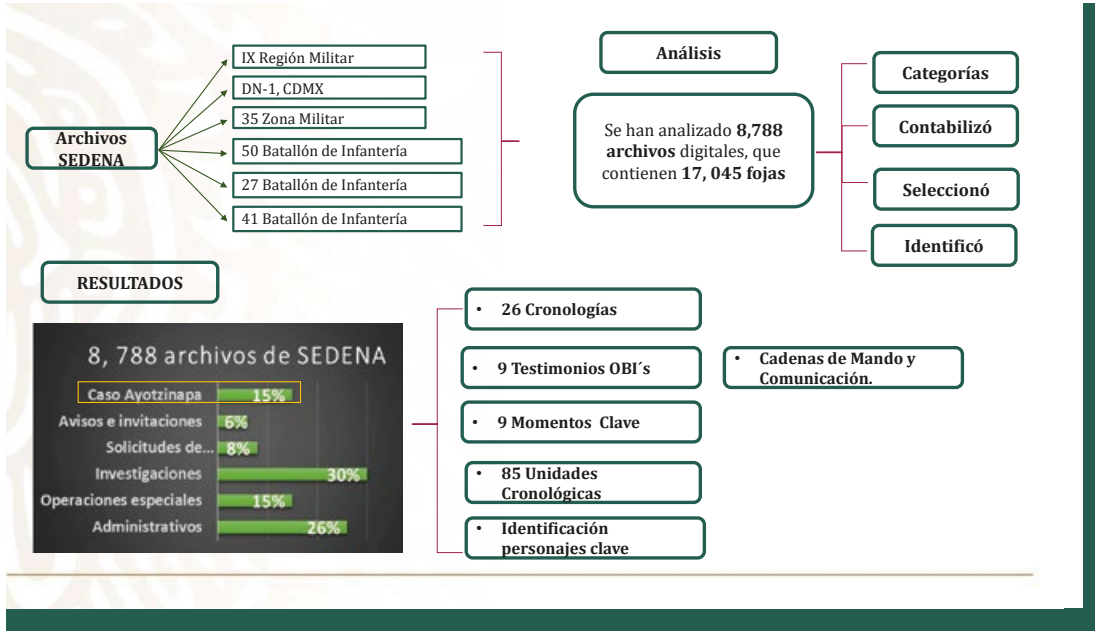 Archivos
SEDENA
IX Región Militar
DN-1, CDMX
35 Zona Militar
50 Batallón de Infantería
27 Batallón de Infantería
41 Batallón de Infantería
Análisis
Se han analizado 8,788
archivos digitales, que
contienen 17, 045 fojas
Categorías
Contabilizó
Seleccionó
Identificó
RESULTADOS
8, 788 archivos de SEDENA
Caso Ayotzinapa 15%
Avisos e invitaciones 6%
Solicitudes de... 8%
Investigaciones 30%
Operaciones especiales 15%
Administrativos 26%
• 26 Cronologías
• 9 Testimonios OBI´s
• 9 Momentos Clave
• 85 Unidades
Cronológicas
• Identificación
personajes clave
• Cadenas de Mando y
Comunicación.